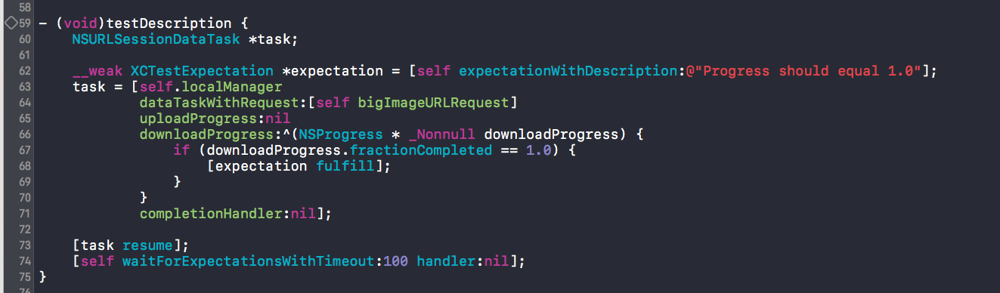 58
59 - (void)testDescription {
60 NSURLSessionDataTask *task;
61
62 __weak XCTestExpectation *expectation = [self expectationWithDescription:@"Progress should equal 1.0"];
63 task = [self.localManager
64 dataTaskWithRequest:[self bigImageURLRequest]
65 uploadProgress:nil
66 downloadProgress:^(NSProgress * _Nonnull downloadProgress) {
67 if (downloadProgress.fractionCompleted == 1.0) {
68 [expectation fulfill];
69 }
70 }
71 completionHandler:nil];
72
73 [task resume];
74 [self waitForExpectationsWithTimeout:100 handler:nil];
75 }
76